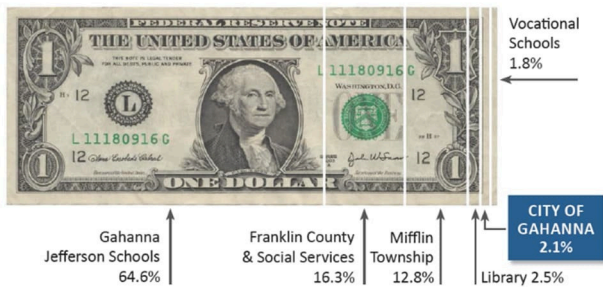 FEDERAL RESERVE NOTE
THE UNITED STATES OF AMERICA
THIS NOTE IS LEGAL TENDER
FOR ALL DEBTS, PUBLIC AND PRIVATE
L 11180916 G
WASHINGTON, D.C.
12
12
L
L 11180916 G
12
12
1
1
1
1
ONE DOLLAR
Vocational
Schools
1.8%
Gahanna
Jefferson Schools
64.6%
Franklin County
& Social Services
16.3%
Mifflin
Township
12.8%
Library 2.5%
CITY OF
GAHANNA
2.1%